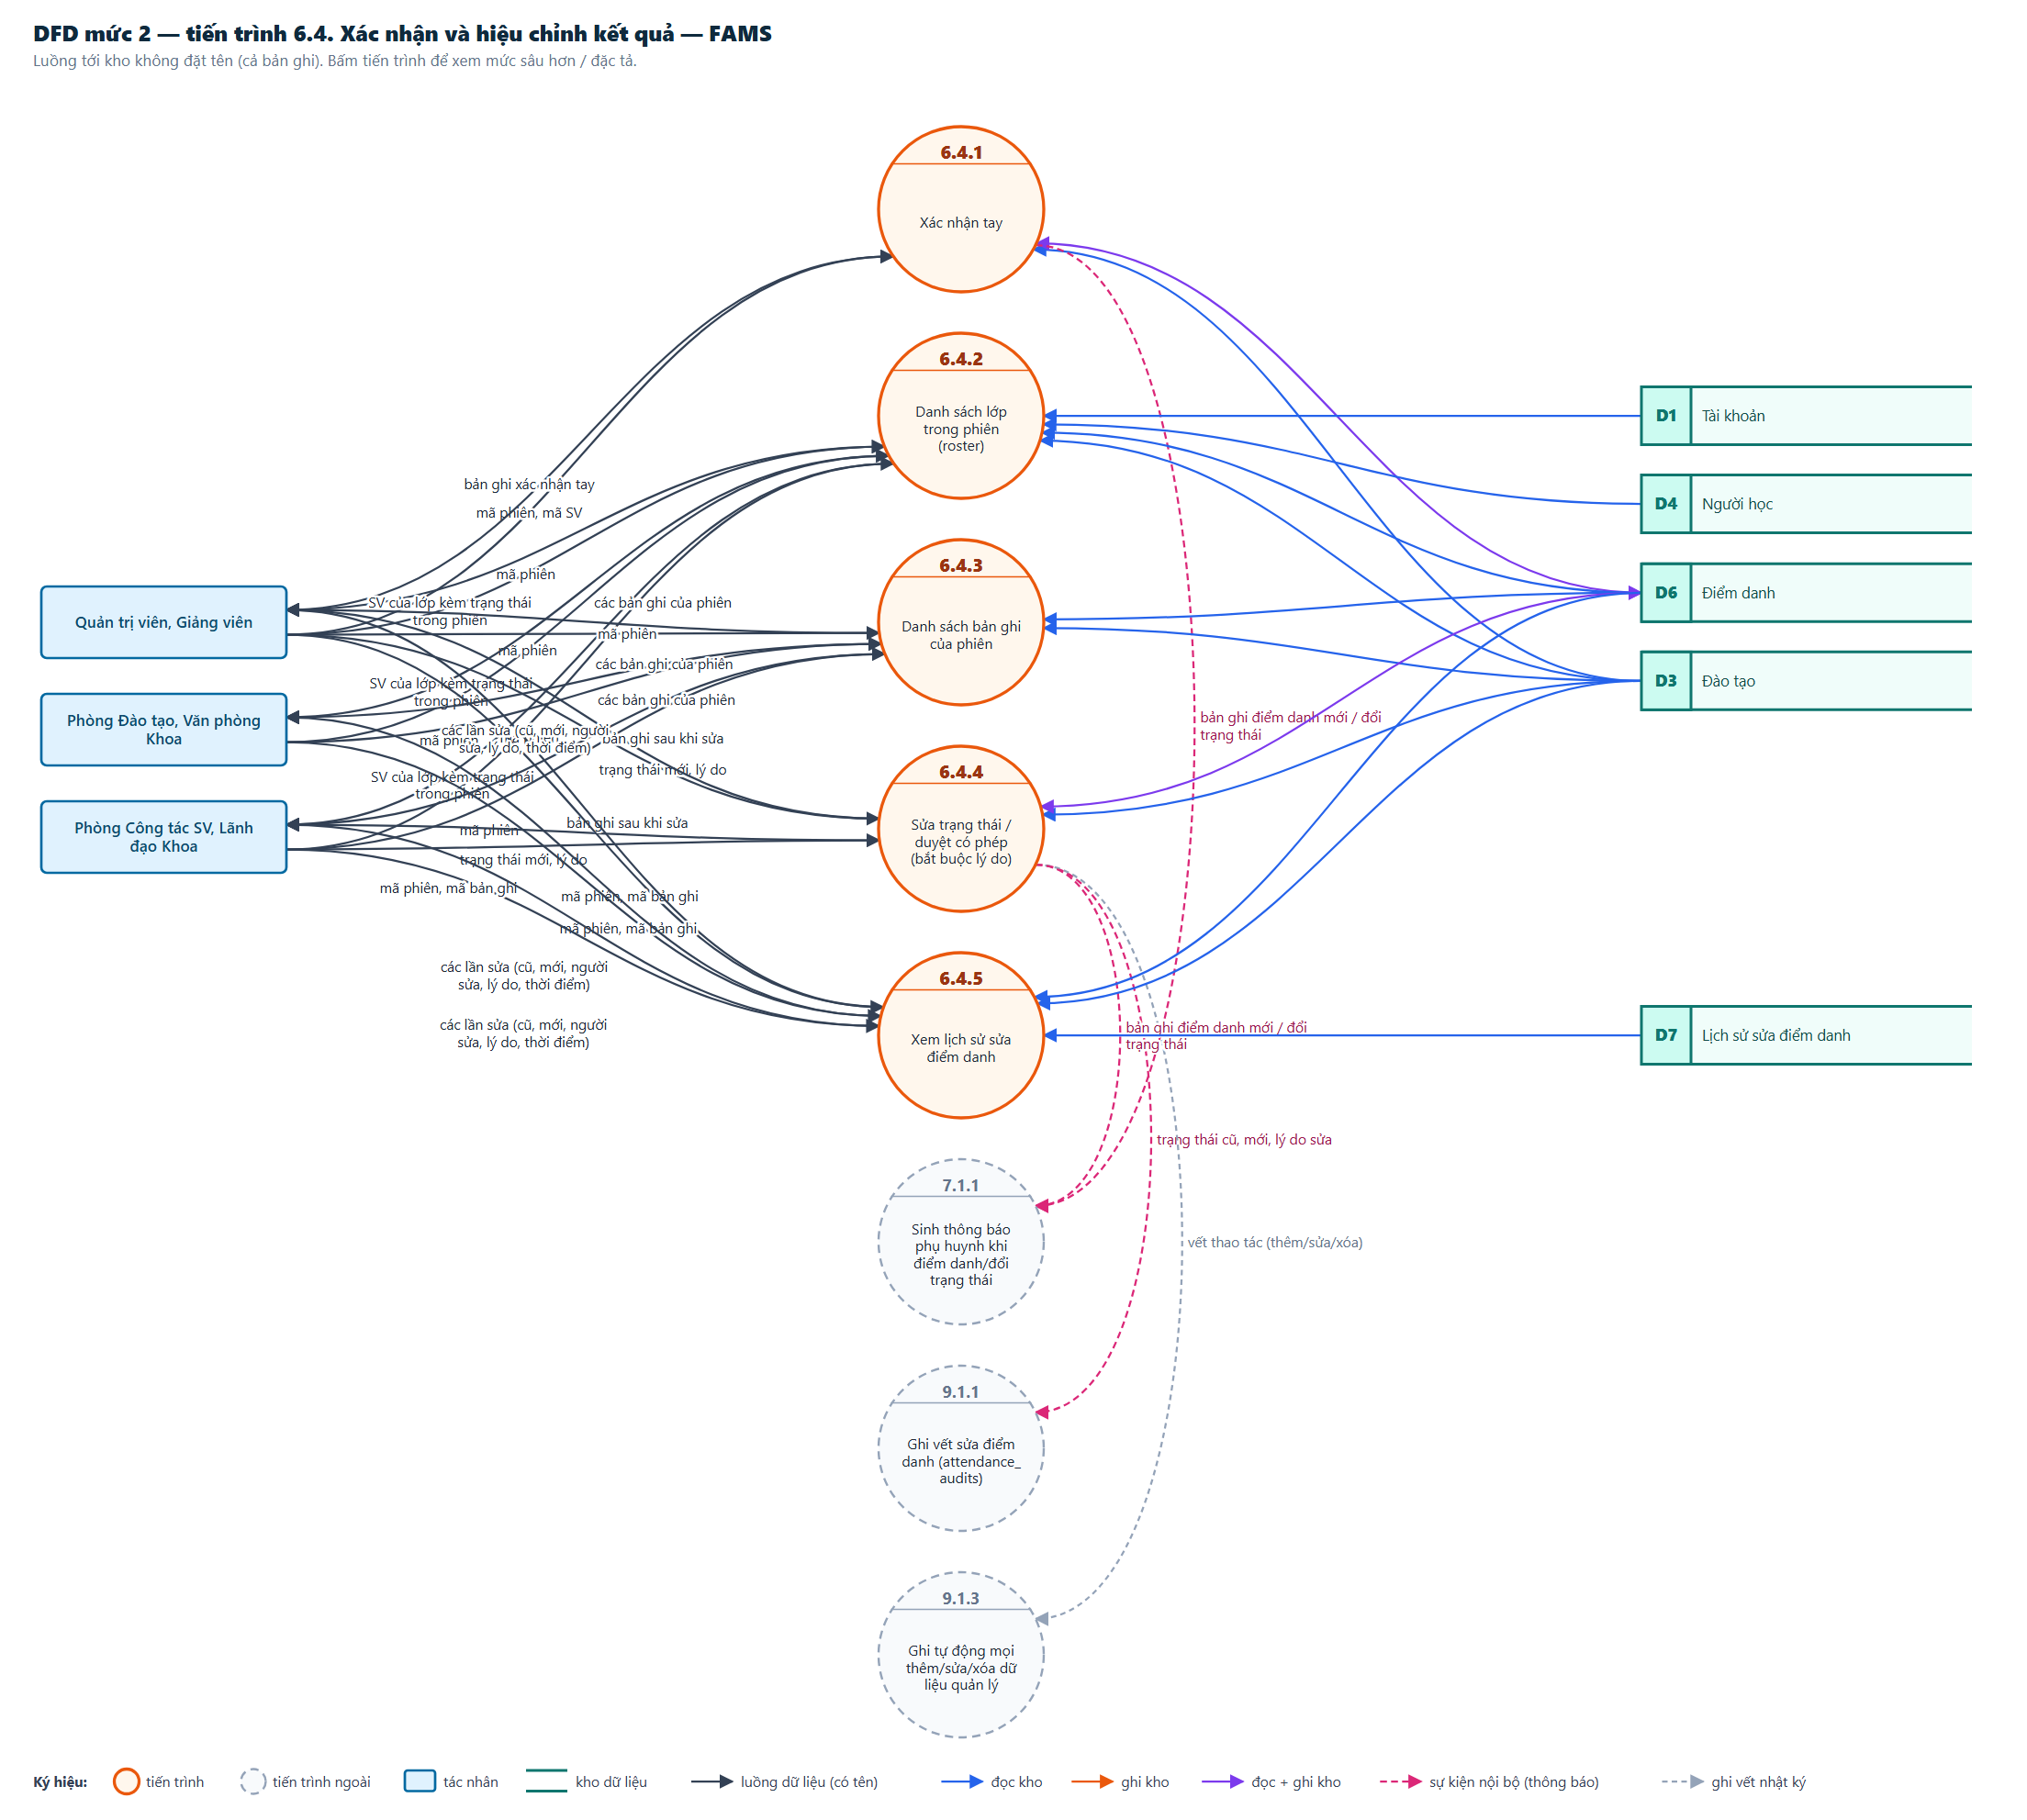 DFD mức 2 — tiến trình 6.4. Xác nhận và hiệu chỉnh kết quả — FAMS
Luồng tới kho không đặt tên (cả bản ghi). Bấm tiến trình để xem mức sâu hơn / đặc tả.
6.4.1
Xác nhận tay
6.4.2
Danh sách lớp
trong phiên
(roster)
6.4.3
Danh sách bản ghi
của phiên
6.4.4
Sửa trạng thái /
duyệt có phép
(bắt buộc lý do)
6.4.5
Xem lịch sử sửa
điểm danh
7.1.1
Sinh thông báo
phụ huynh khi
điểm danh/đổi
trạng thái
9.1.1
Ghi vết sửa điểm
danh (attendance_
audits)
9.1.3
Ghi tự động mọi
thêm/sửa/xóa dữ
liệu quản lý
Quản trị viên, Giảng viên
Phòng Đào tạo, Văn phòng
Khoa
Phòng Công tác SV, Lãnh
đạo Khoa
D1
Tài khoản
D4
Người học
D6
Điểm danh
D3
Đào tạo
D7
Lịch sử sửa điểm danh
bản ghi xác nhận tay
mã phiên, mã SV
mã phiên
SV của lớp kèm trạng thái
trong phiên
các bản ghi của phiên
mã phiên
mã phiên
các bản ghi của phiên
SV của lớp kèm trạng thái
trong phiên
các bản ghi của phiên
các lần sửa (cũ, mới, người
sửa, lý do, thời điểm)
mã phiên
bản ghi sau khi sửa
trạng thái mới, lý do
SV của lớp kèm trạng thái
trong phiên
mã phiên
bản ghi sau khi sửa
trạng thái mới, lý do
mã phiên, mã bản ghi
mã phiên, mã bản ghi
mã phiên, mã bản ghi
các lần sửa (cũ, mới, người
sửa, lý do, thời điểm)
các lần sửa (cũ, mới, người
sửa, lý do, thời điểm)
bản ghi điểm danh mới / đổi
trạng thái
bản ghi điểm danh mới / đổi
trạng thái
trạng thái cũ, mới, lý do sửa
vết thao tác (thêm/sửa/xóa)
Ký hiệu:
tiến trình
tiến trình ngoài
tác nhân
kho dữ liệu
luồng dữ liệu (có tên)
đọc kho
ghi kho
đọc + ghi kho
sự kiện nội bộ (thông báo)
ghi vết nhật ký